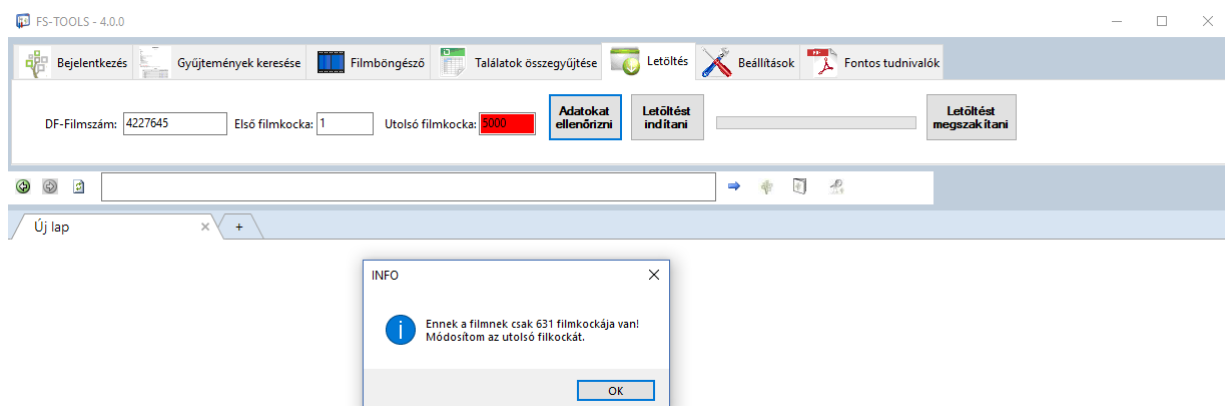 FS-TOOLS - 4.0.0
Bejelentkezés Gyűjtemények keresése Filmböngésző Találatok összegyűjtése Letöltés Beállítások Fontos tudnivalók
DF-Filmszám: 4227645 Első filmkocka: 1 Utolsó filmkocka: 5000 Adatokat ellenőrizni Letöltést indítani Letöltést megszakítani
Új lap × +
INFO
Ennek a filmnek csak 631 filmkockája van!
Módosítom az utolsó filkockát.
OK